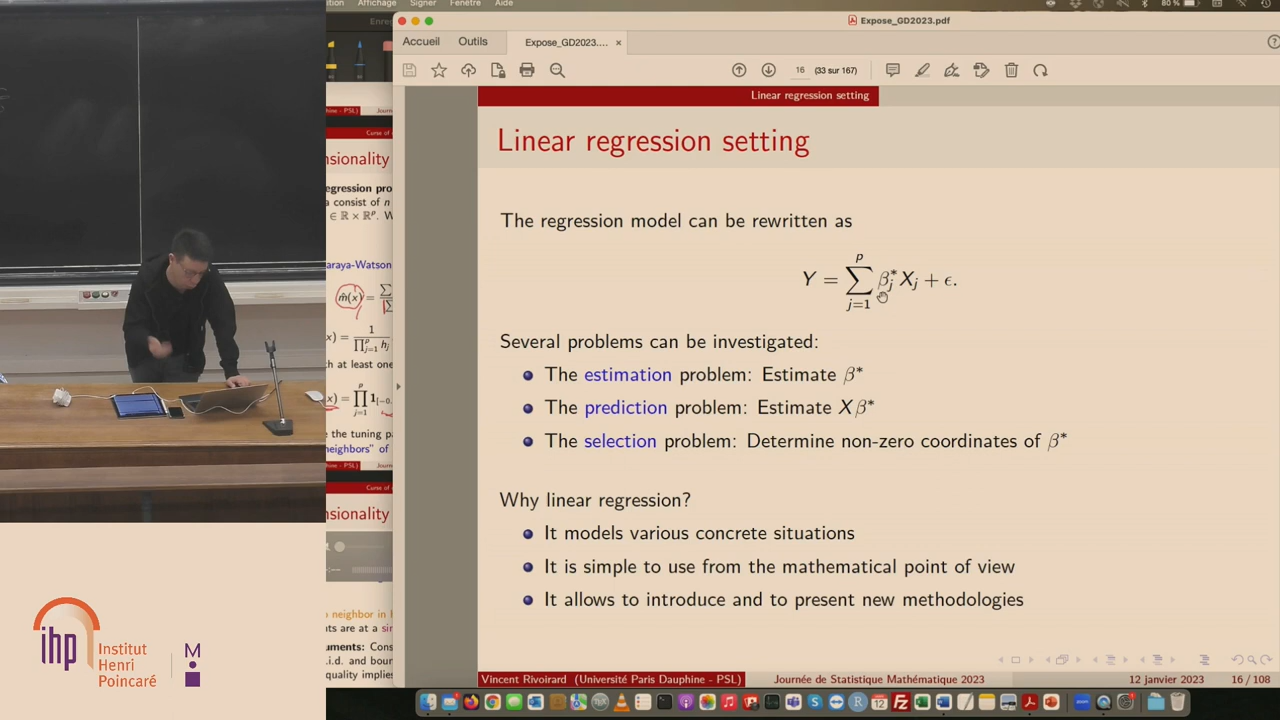 Affichage Signer Fenêtre Aide
80 %
Expose_GD2023.pdf
Accueil Outils Expose_GD2023.... ×
16 (33 sur 167)
Linear regression setting
Linear regression setting
The regression model can be rewritten as
Y = ∑_{j=1}^{p} β*_j X_j + ϵ.
Several problems can be investigated:
The estimation problem: Estimate β*
The prediction problem: Estimate Xβ*
The selection problem: Determine non-zero coordinates of β*
Why linear regression?
It models various concrete situations
It is simple to use from the mathematical point of view
It allows to introduce and to present new methodologies
Vincent Rivoirard (Université Paris Dauphine - PSL) Journée de Statistique Mathématique 2023 12 janvier 2023 16 / 108
ihp
Institut
Henri
Poincaré